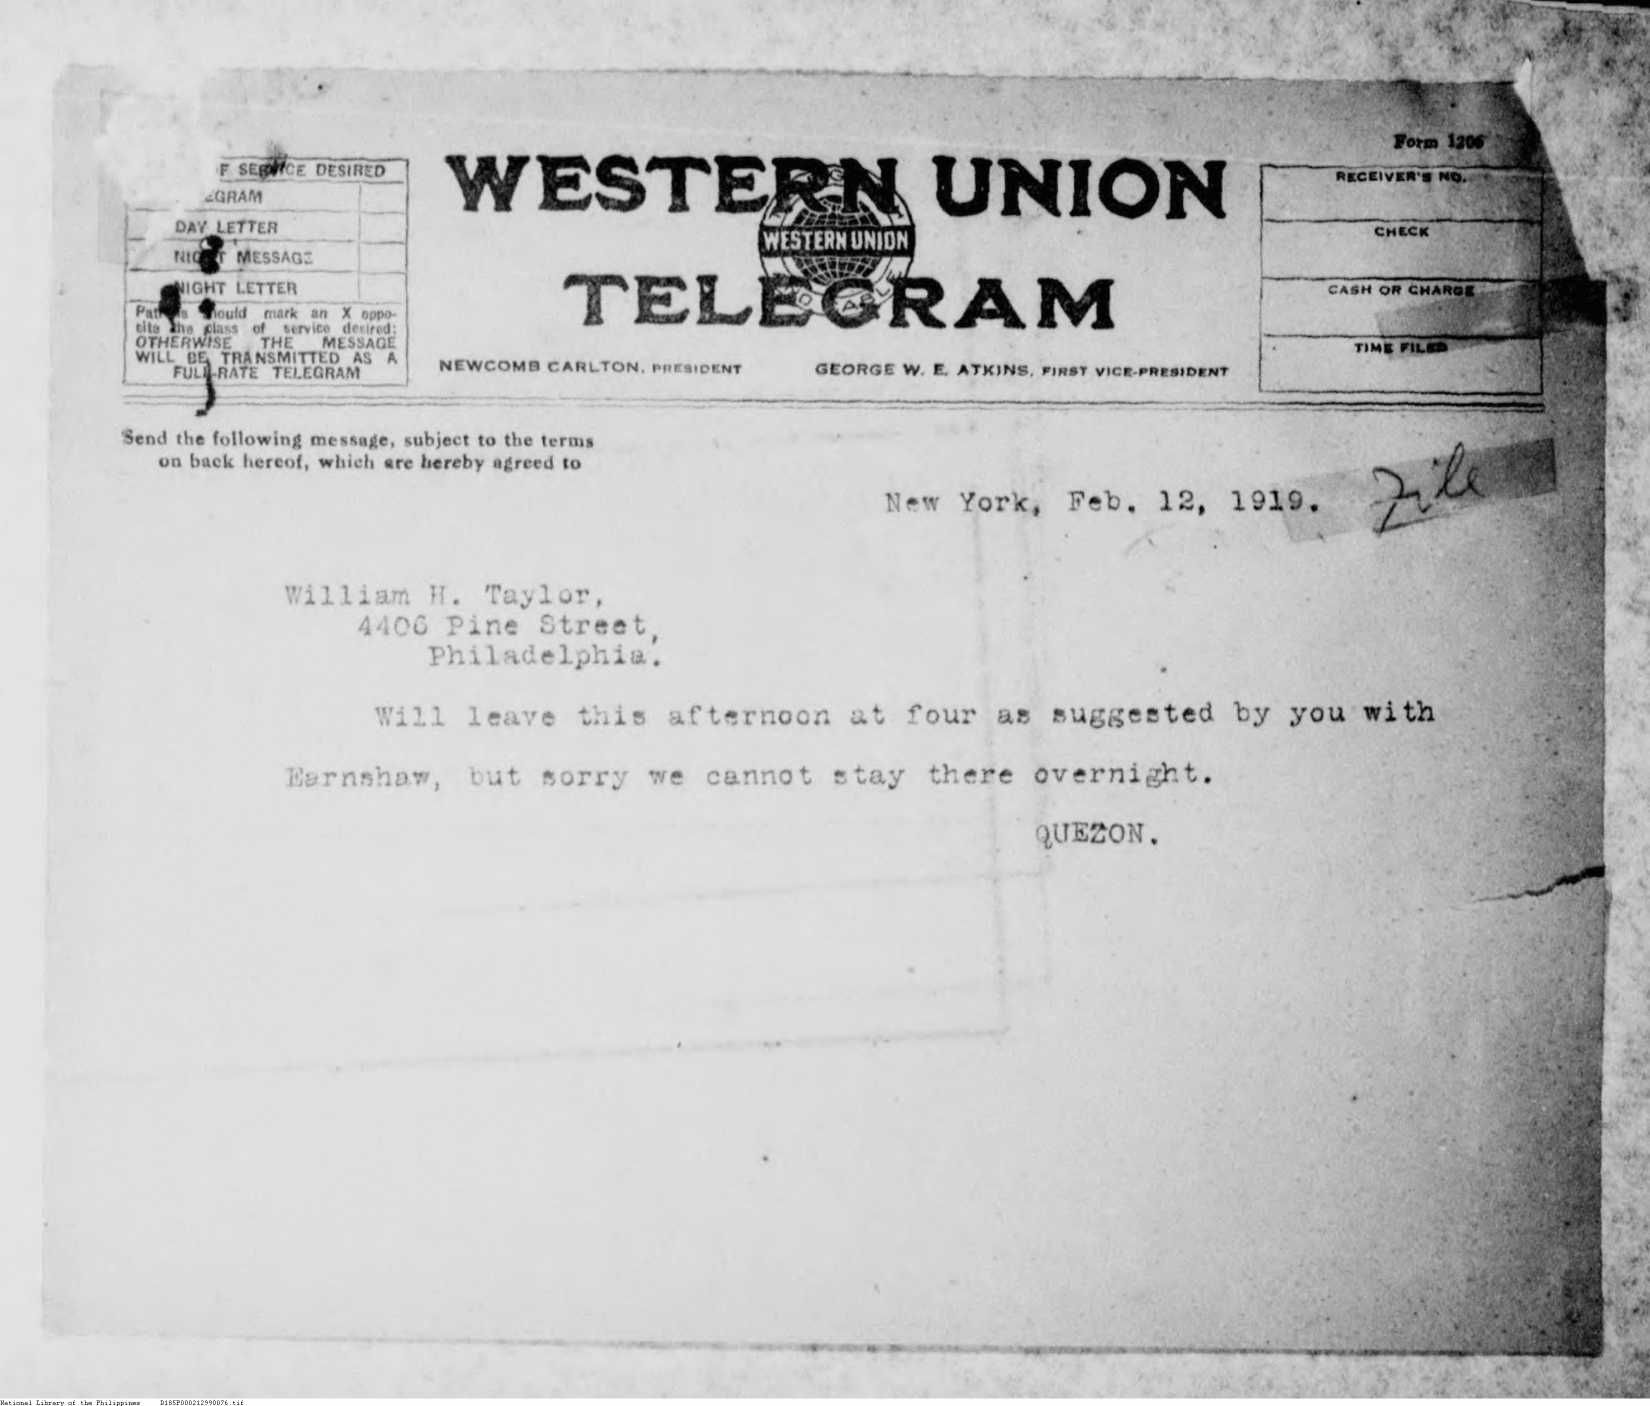 Form 1206
F SERVICE DESIRED
EGRAM
DAY LETTER
NIGHT MESSAGE
NIGHT LETTER
Patrons should mark an X oppo-
site the class of service desired:
OTHERWISE THE MESSAGE
WILL BE TRANSMITTED AS A
FULL-RATE TELEGRAM
WESTERN UNION
WESTERN UNION
TELEGRAM
NEWCOMB CARLTON, PRESIDENT
GEORGE W. E. ATKINS, FIRST VICE-PRESIDENT
RECEIVER'S NO.
CHECK
CASH OR CHARGE
TIME FILED
Send the following message, subject to the terms
on back hereof, which are hereby agreed to
New York, Feb. 12, 1919.
File
William H. Taylor,
4406 Pine Street,
Philadelphia.
Will leave this afternoon at four as suggested by you with
Earnshaw, but sorry we cannot stay there overnight.
QUEZON.
National Library of the Philippines D185P000212990076.tif